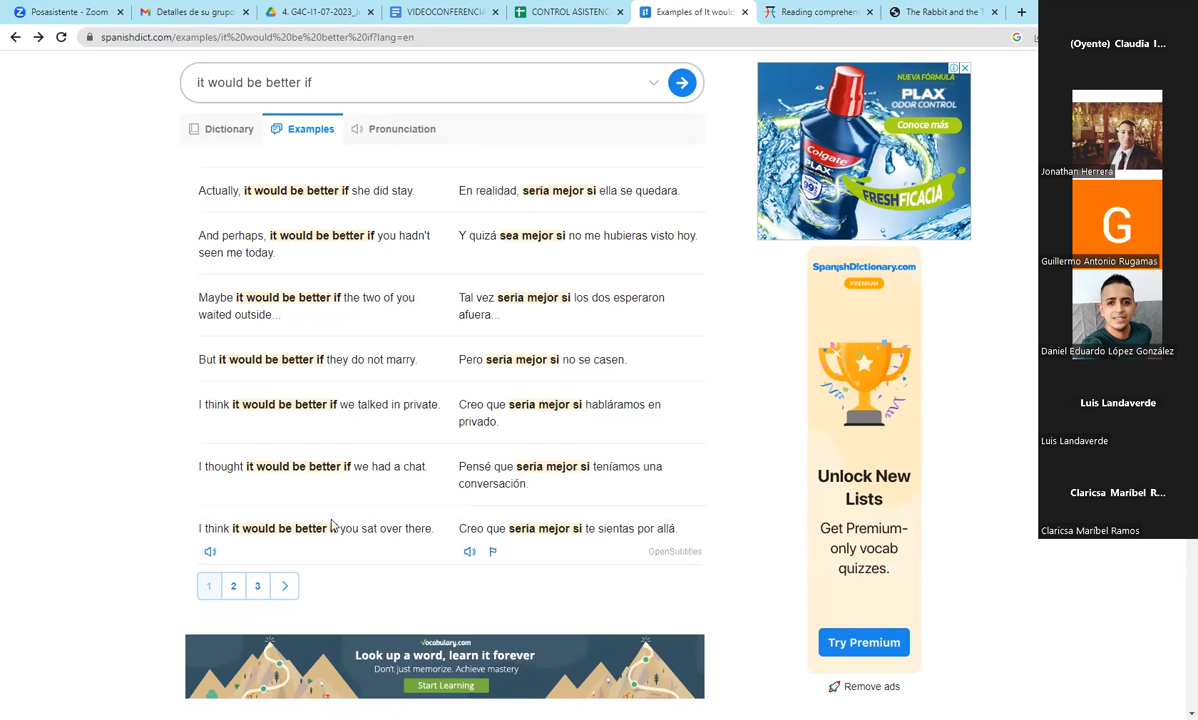 Posasistente - Zoom
Detalles de su grupo
4. G4C-I1-07-2023_
VIDEOCONFERENCIA
CONTROL ASISTENC
Examples of It would
Reading comprehen
The Rabbit and the T
spanishdict.com/examples/it%20would%20be%20better%20if?lang=en
it would be better if
Dictionary
Examples
Pronunciation
Actually, it would be better if she did stay.
En realidad, sería mejor si ella se quedara.
And perhaps, it would be better if you hadn't
seen me today.
Y quizá sea mejor si no me hubieras visto hoy.
Maybe it would be better if the two of you
waited outside...
Tal vez sería mejor si los dos esperaron
afuera...
But it would be better if they do not marry.
Pero sería mejor si no se casen.
I think it would be better if we talked in private.
Creo que sería mejor si habláramos en
privado.
I thought it would be better if we had a chat.
Pensé que sería mejor si teníamos una
conversación.
I think it would be better if you sat over there.
Creo que sería mejor si te sientas por allá.
OpenSubtitles
1
2
3
Vocabulary.com
Look up a word, learn it forever
Don't just memorize. Achieve mastery
Start Learning
NUEVA FÓRMULA
PLAX
ODOR CONTROL
Conoce más
Colgate
PLAX
FRESHFICACIA
SpanishDictionary.com
PREMIUM
Unlock New
Lists
Get Premium-
only vocab
quizzes.
Try Premium
Remove ads
(Oyente) Claudia I...
Jonathan Herrera
G
Guillermo Antonio Rugamas
Daniel Eduardo López González
Luis Landaverde
Luis Landaverde
Claricsa Maríbel R...
Claricsa Maríbel Ramos